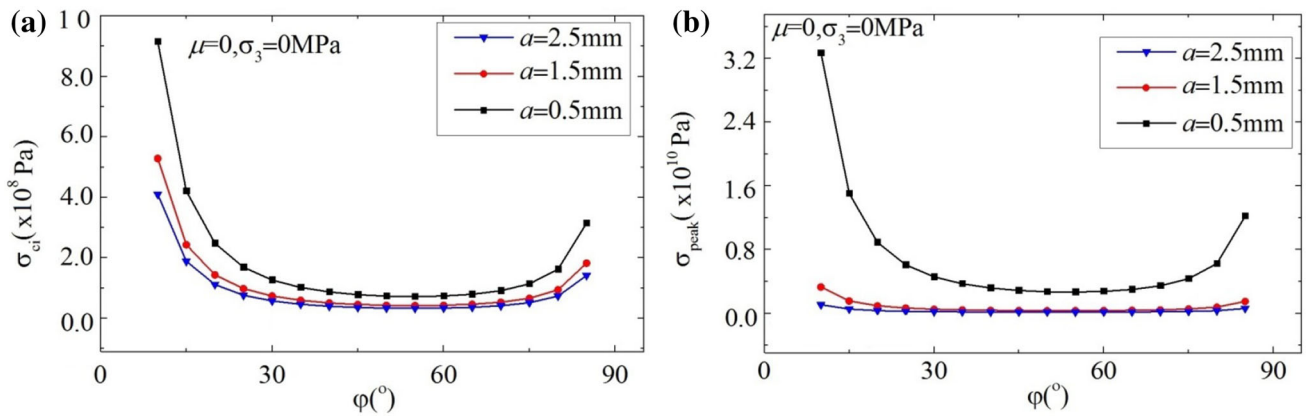 (a)
1 0
8.0
6.0
4.0
2.0
0.0
σci( x10^8 Pa)
μ=0,σ3=0MPa
a=2.5mm
a=1.5mm
a=0.5mm
0 30 60 90
φ(°)
(b)
3.2
2.4
1.6
0.8
0.0
σpeak( x10^10 Pa)
μ=0,σ3=0MPa
a=2.5mm
a=1.5mm
a=0.5mm
0 30 60 90
φ(°)